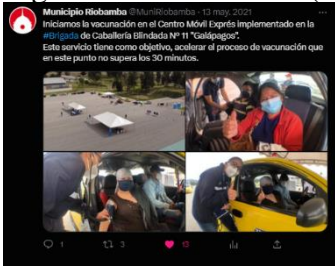 Municipio Riobamba @MuniRiobamba · 13 may. 2021
Iniciamos la vacunación en el Centro Móvil Exprés implementado en la
#Brigada de Caballería Blindada Nº 11 "Galápagos".
Este servicio tiene como objetivo, acelerar el proceso de vacunación que
en este punto no supera los 30 minutos.
1 3 13